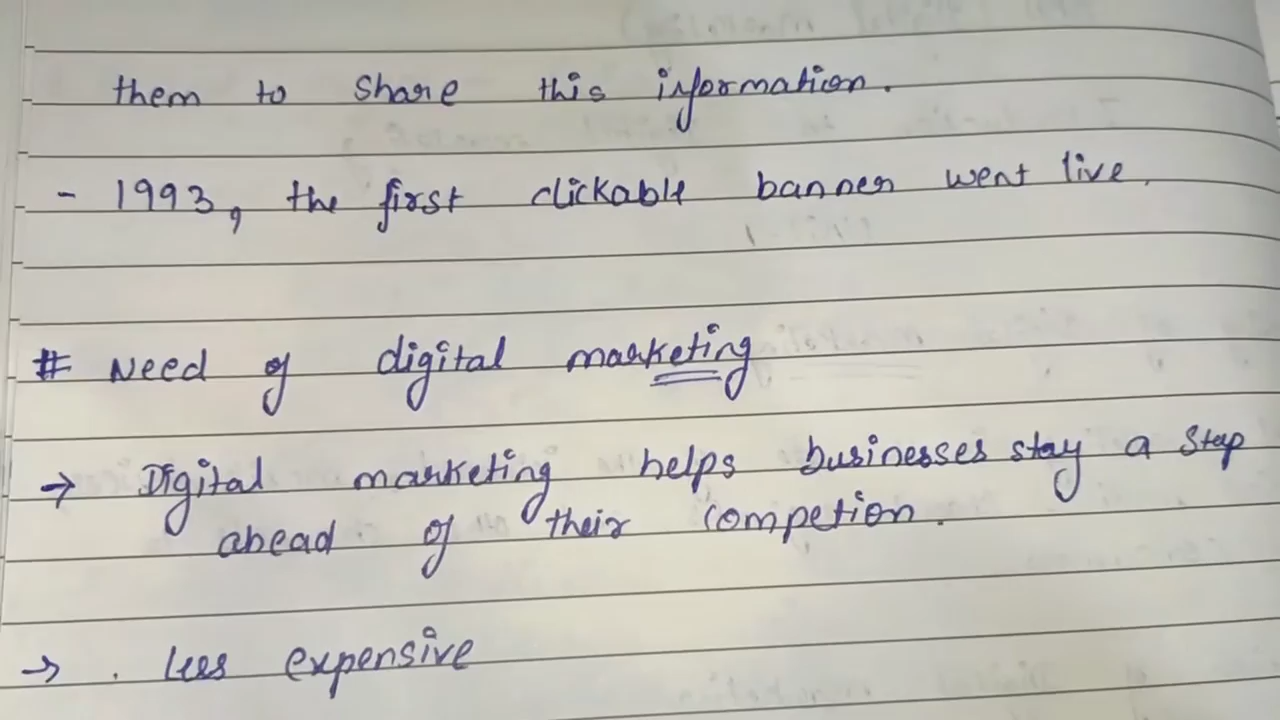 them to share this information.
- 1993, the first clickable banner went live.
# Need of digital marketing
→ Digital marketing helps businesses stay a step
ahead of their competion.
→ . less expensive